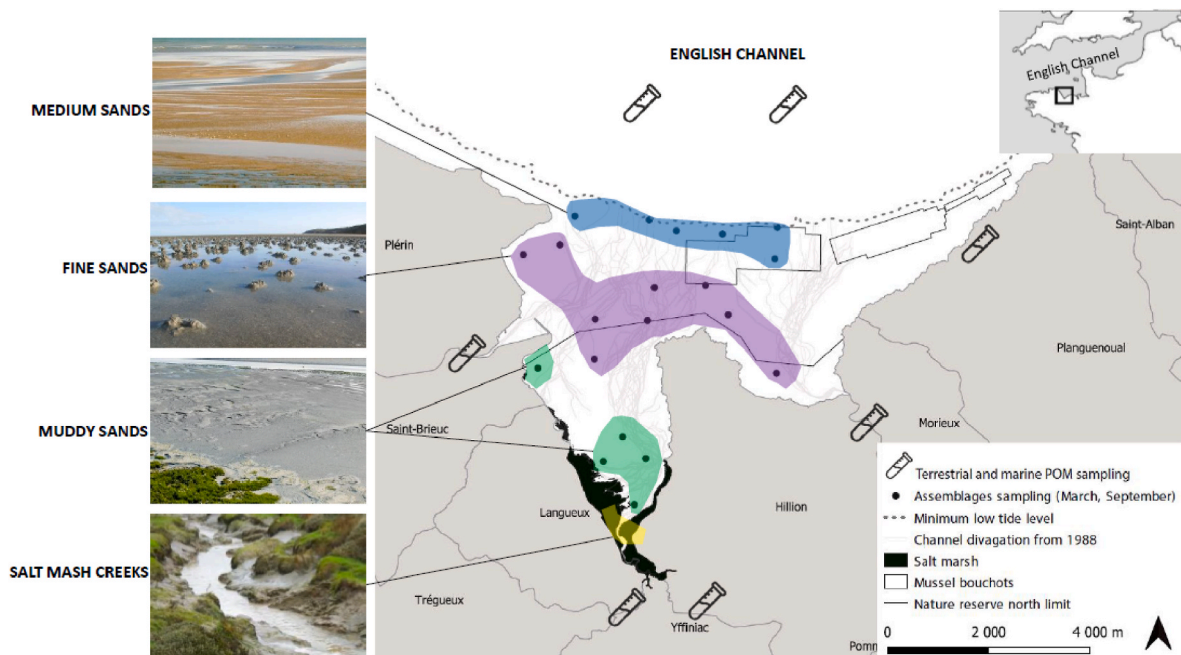 ENGLISH CHANNEL
English Channel
MEDIUM SANDS
FINE SANDS
MUDDY SANDS
SALT MASH CREEKS
Plérin
Saint-Alban
Planguenoual
Saint-Brieuc
Morieux
Langueux
Hillion
Trégueux
Yffiniac
Pomm
Terrestrial and marine POM sampling
Assemblages sampling (March, September)
Minimum low tide level
Channel divagation from 1988
Salt marsh
Mussel bouchots
Nature reserve north limit
0 2 000 4 000 m